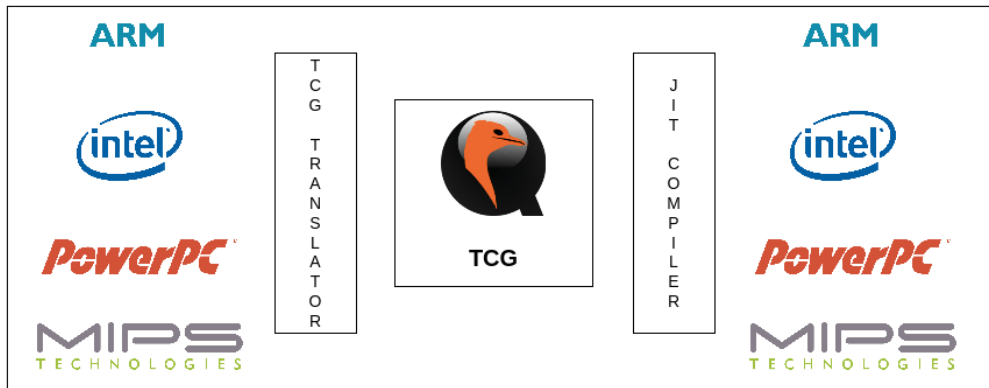 ARM
intel
PowerPC
MIPS
TECHNOLOGIES
TCG TRANSLATOR
TCG
JIT COMPILER
ARM
intel
PowerPC
MIPS
TECHNOLOGIES